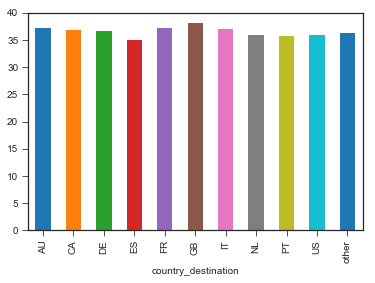 40
35
30
25
20
15
10
5
0
AU
CA
DE
ES
FR
GB
IT
NL
PT
US
other
country_destination